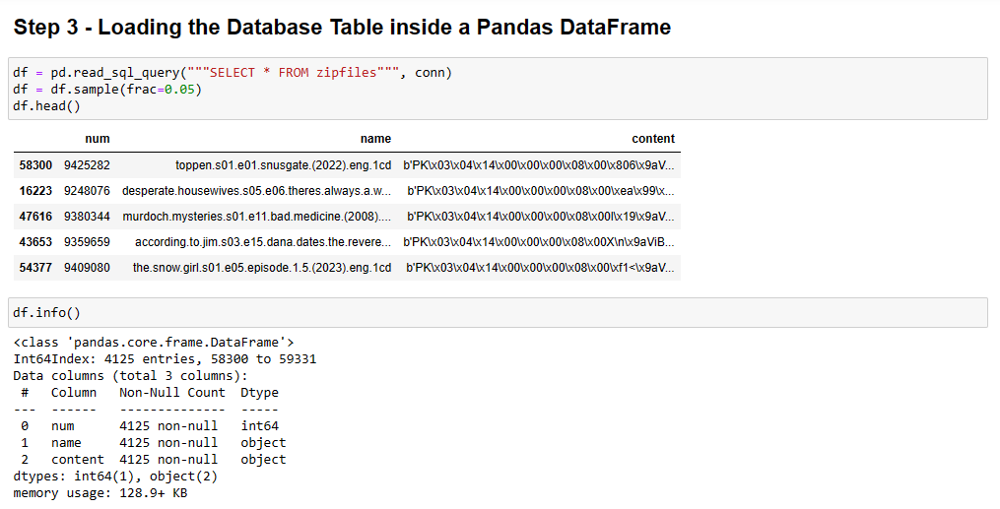 Step 3 - Loading the Database Table inside a Pandas DataFrame
df = pd.read_sql_query("""SELECT * FROM zipfiles""", conn)
df = df.sample(frac=0.05)
df.head()
num name content
58300 9425282 toppen.s01.e01.snusgate.(2022).eng.1cd b'PK\x03\x04\x14\x00\x00\x00\x08\x00\x806\x9aV...
16223 9248076 desperate.housewives.s05.e06.theres.always.a.w... b'PK\x03\x04\x14\x00\x00\x00\x08\x00\xea\x99\x...
47616 9380344 murdoch.mysteries.s01.e11.bad.medicine.(2008).... b'PK\x03\x04\x14\x00\x00\x00\x08\x00l\x19\x9aV...
43653 9359659 according.to.jim.s03.e15.dana.dates.the.revere... b'PK\x03\x04\x14\x00\x00\x00\x08\x00X\n\x9aViB...
54377 9409080 the.snow.girl.s01.e05.episode.1.5.(2023).eng.1cd b'PK\x03\x04\x14\x00\x00\x00\x08\x00\xf1<\x9aV...
df.info()
<class 'pandas.core.frame.DataFrame'>
Int64Index: 4125 entries, 58300 to 59331
Data columns (total 3 columns):
# Column Non-Null Count Dtype
--- ------ -------------- -----
0 num 4125 non-null int64
1 name 4125 non-null object
2 content 4125 non-null object
dtypes: int64(1), object(2)
memory usage: 128.9+ KB